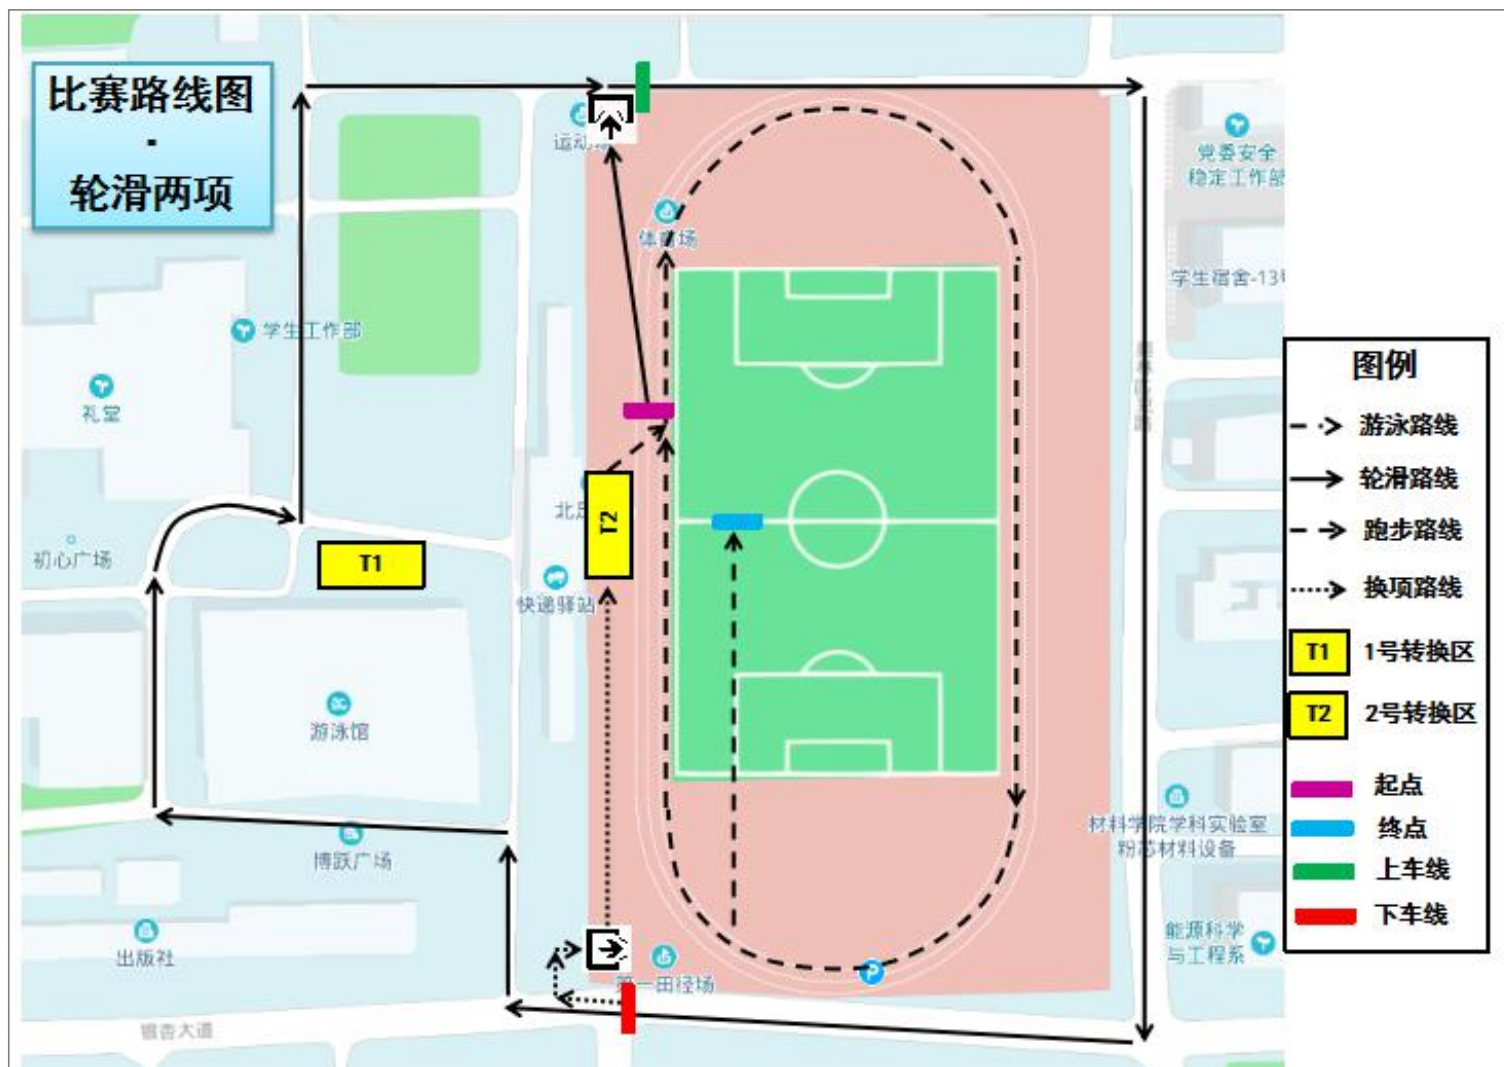 比赛路线图
·
轮滑两项
党委安全
稳定工作部
体育场
学生宿舍-13
学生工作部
礼堂
T2
初心广场
T1
快递驿站
游泳馆
博跃广场
材料学院学科实验室
粉芯材料设备
出版社
能源科学
与工程系
第一田径场
P
银杏大道
图例
游泳路线
轮滑路线
跑步路线
换项路线
T1 1号转换区
T2 2号转换区
起点
终点
上车线
下车线